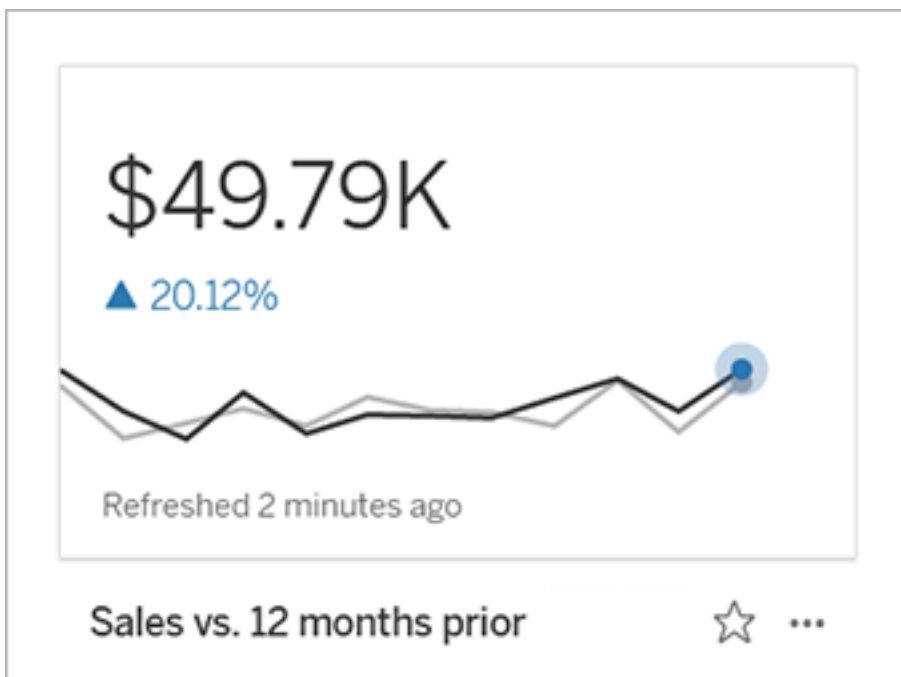 $49.79K
▲ 20.12%
Refreshed 2 minutes ago
Sales vs. 12 months prior